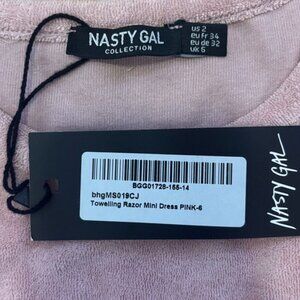 NASTY GAL
COLLECTION
us 2
eu fr 34
eu de 32
uk 6
BGG01728-155-14
bhgMS019CJ
Towelling Razor Mini Dress PINK-6
NASTY GAL